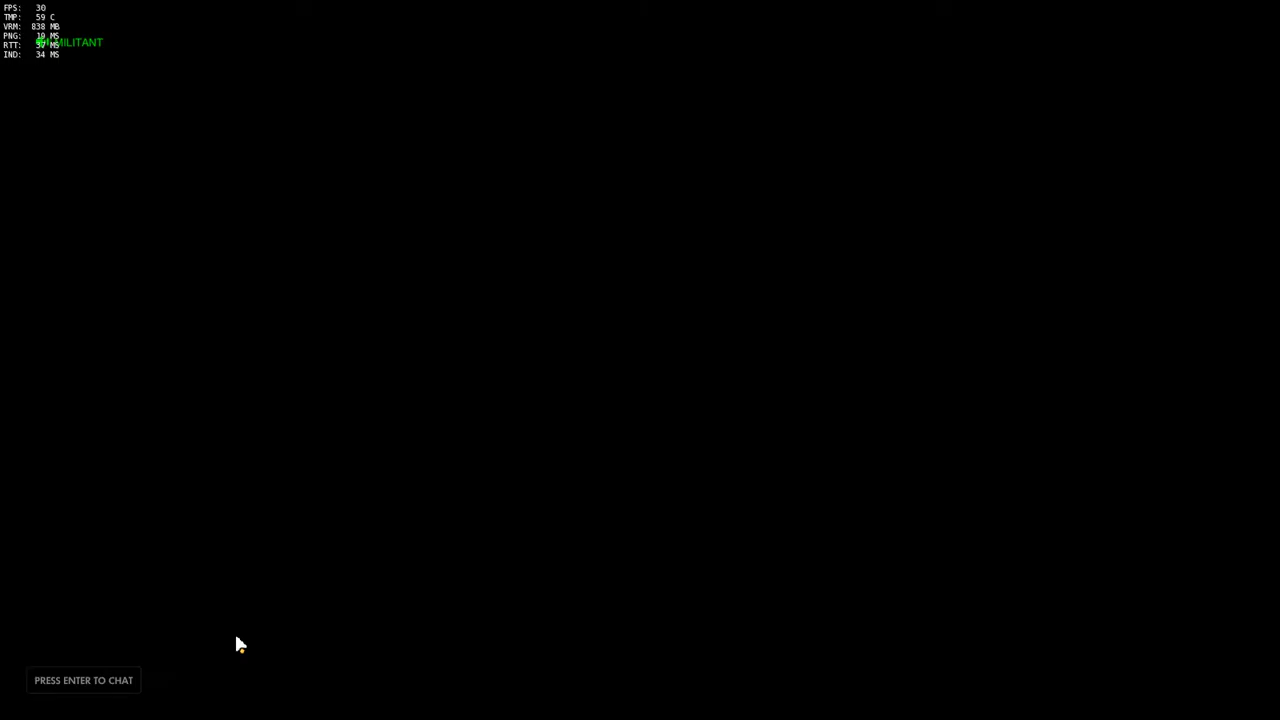 FPS: 30
TMP: 59 C
VRM: 838 MB
PNG: 19 MS
MILITANT
RTT: MS
IND: 34 MS
PRESS ENTER TO CHAT